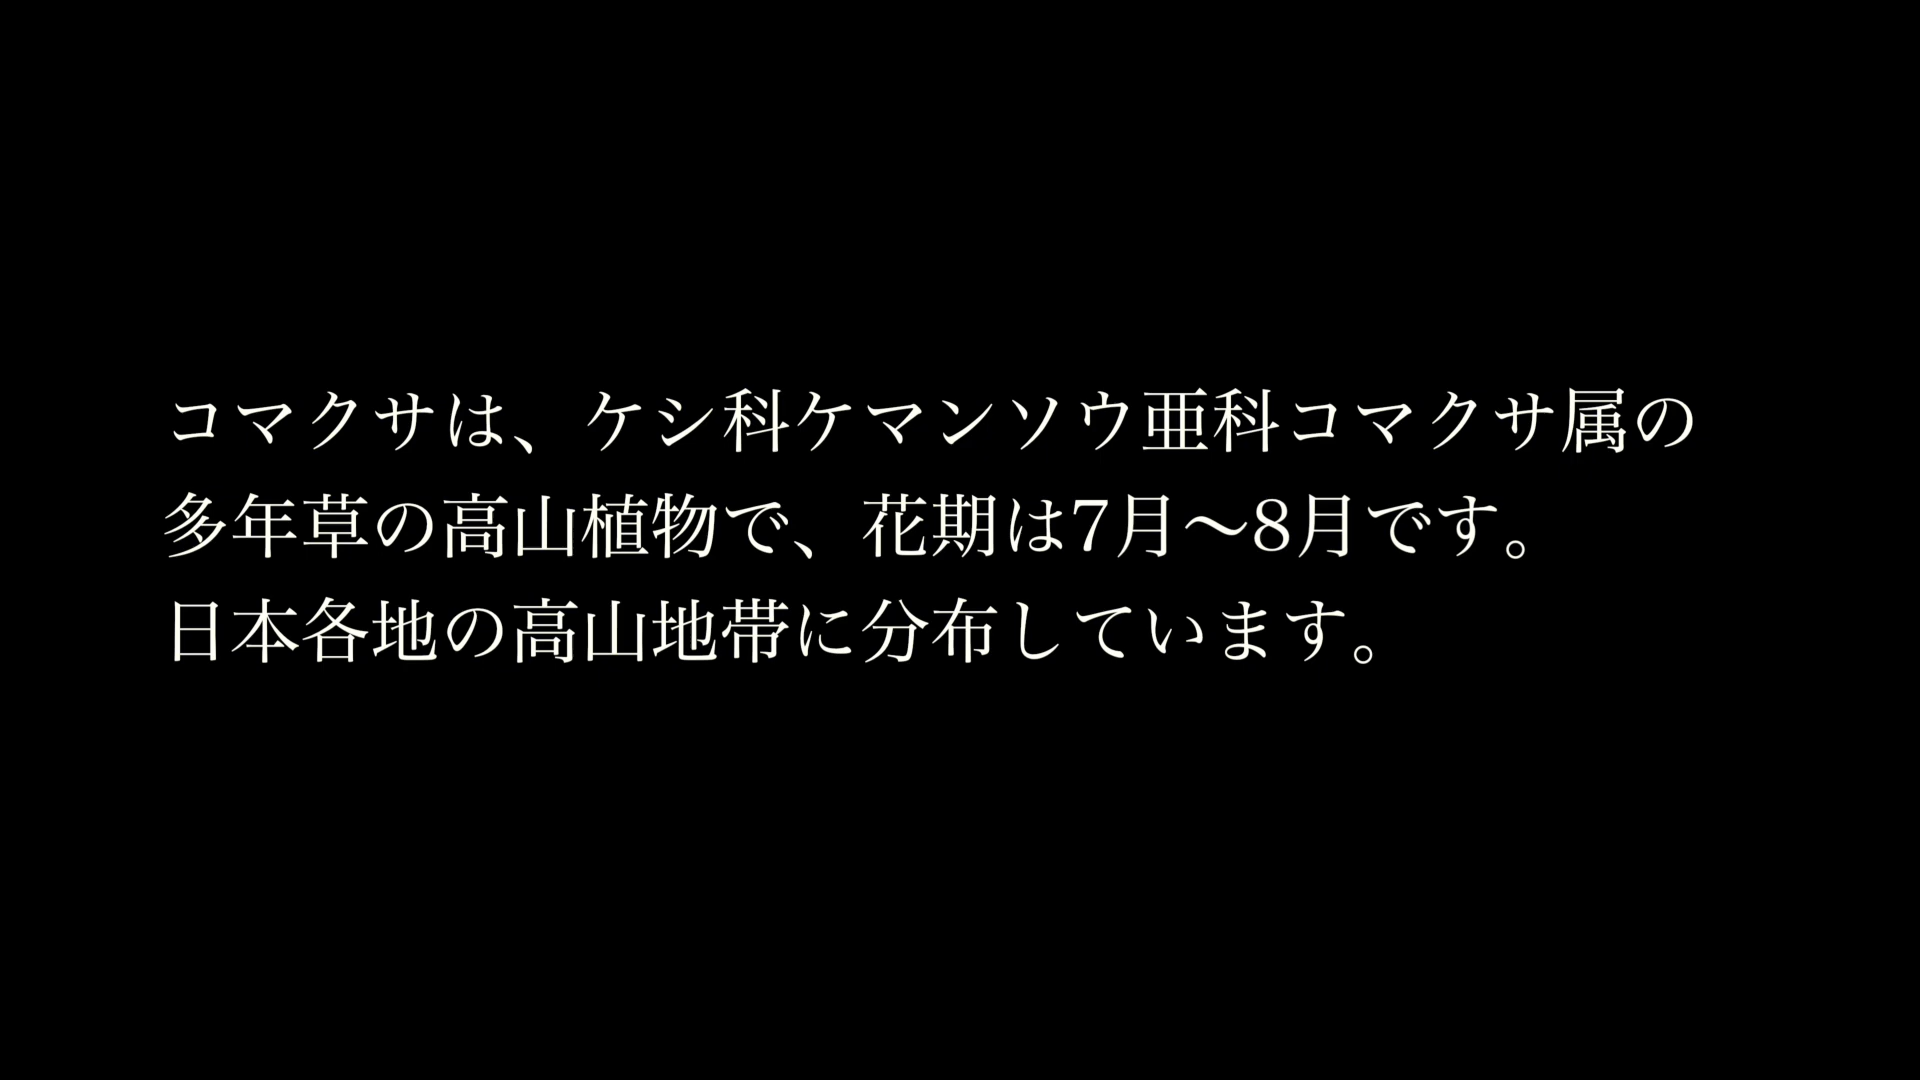 コマクサは、ケシ科ケマンソウ亜科コマクサ属の
多年草の高山植物で、花期は7月〜8月です。
日本各地の高山地帯に分布しています。